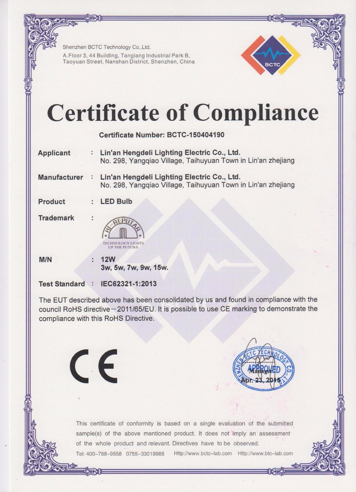 Shenzhen BCTC Technology Co.,Ltd.
A.Floor 3, 44 Building, Tanglang Industrial Park B,
Taoyuan Street, Nanshan District, Shenzhen, China
BCTC
Certificate of Compliance
Certificate Number: BCTC-150404190
Applicant : Lin'an Hengdeli Lighting Electric Co., Ltd.
No. 298, Yangqiao Village, Taihuyuan Town in Lin'an zhejiang
Manufacturer : Lin'an Hengdeli Lighting Electric Co., Ltd.
No. 298, Yangqiao Village, Taihuyuan Town in Lin'an zhejiang
Product : LED Bulb
Trademark :
TECHNOLOGY LIGHTS
UP THE FUTURE
M/N : 12W
3w, 5w, 7w, 9w, 15w.
Test Standard : IEC62321-1:2013
The EUT described above has been consolidated by us and found in compliance with the
council RoHS directive－2011/65/EU. It is possible to use CE marking to demonstrate the
compliance with this RoHS Directive.
CE
BCTC TECHNOLOGY CO
APPROVED
Manager
Apr. 23, 2015
This certificate of conformity is based on a single evaluation of the submitted
sample(s) of the above mentioned product. It does not imply an assessment
of the whole product and relevant. Directives have to be observed.
Tel: 400-788-9558 0755-33019988 Http://www.bctc-lab.com Http://www.btc-lab.com